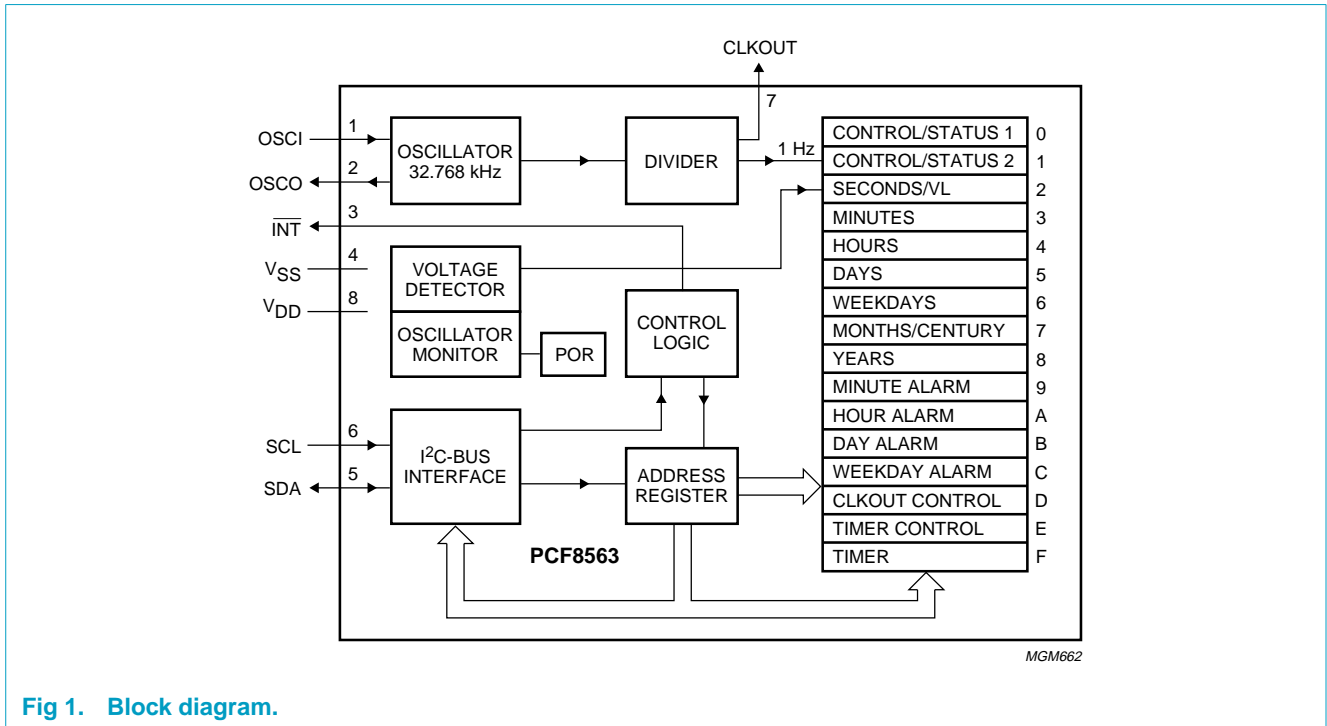 CLKOUT
7
OSCI
1
OSCILLATOR
32.768 kHz
DIVIDER
1 Hz
OSCO
2
INT
3
VSS
4
VDD
8
VOLTAGE
DETECTOR
OSCILLATOR
MONITOR
POR
CONTROL
LOGIC
SCL
6
SDA
5
I2C-BUS
INTERFACE
ADDRESS
REGISTER
PCF8563
CONTROL/STATUS 1 0
CONTROL/STATUS 2 1
SECONDS/VL 2
MINUTES 3
HOURS 4
DAYS 5
WEEKDAYS 6
MONTHS/CENTURY 7
YEARS 8
MINUTE ALARM 9
HOUR ALARM A
DAY ALARM B
WEEKDAY ALARM C
CLKOUT CONTROL D
TIMER CONTROL E
TIMER F
MGM662
Fig 1. Block diagram.